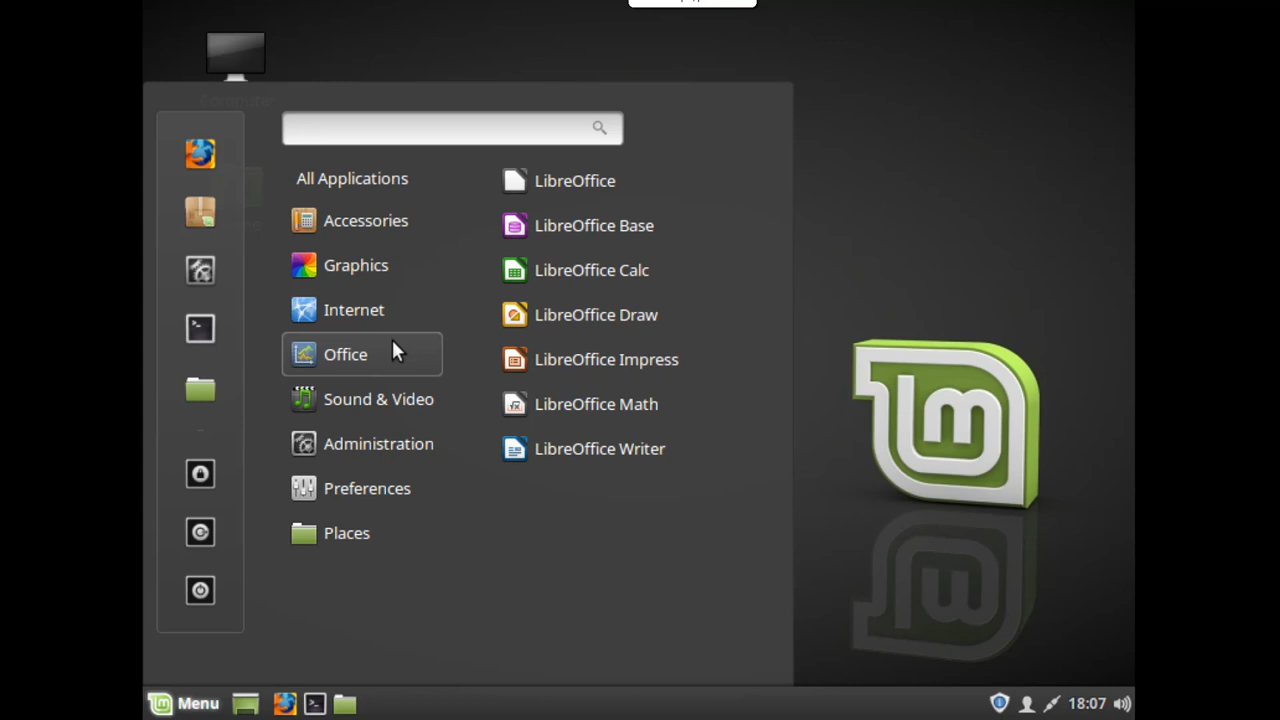 Computer
All Applications
Accessories
Graphics
Internet
Office
Sound & Video
Administration
Preferences
Places
LibreOffice
LibreOffice Base
LibreOffice Calc
LibreOffice Draw
LibreOffice Impress
LibreOffice Math
LibreOffice Writer
Menu
18:07